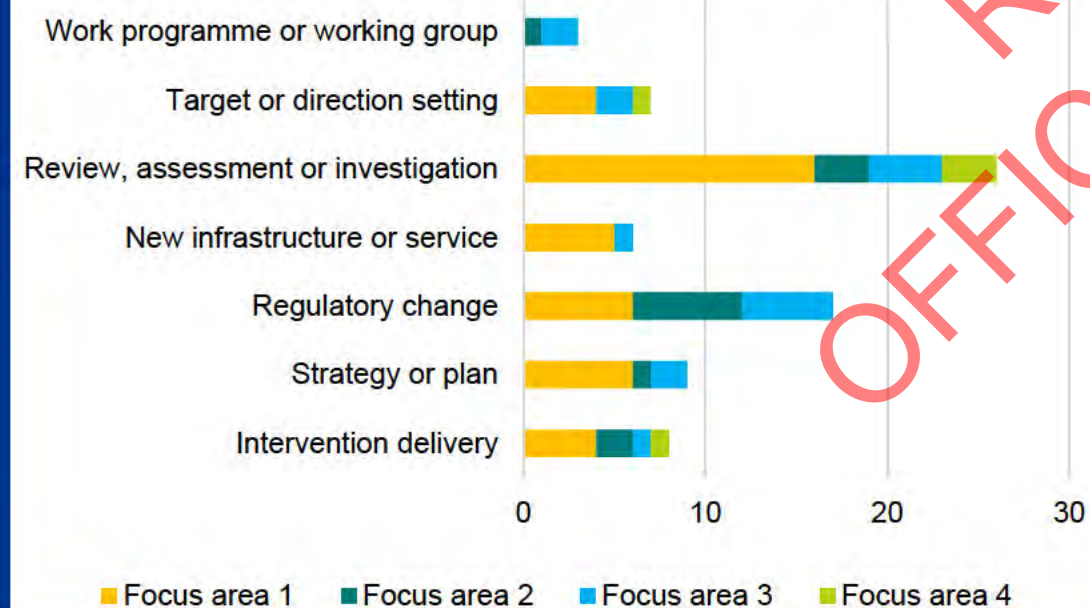 Work programme or working group
Target or direction setting
Review, assessment or investigation
New infrastructure or service
Regulatory change
Strategy or plan
Intervention delivery
0 10 20 30
Focus area 1 Focus area 2 Focus area 3 Focus area 4